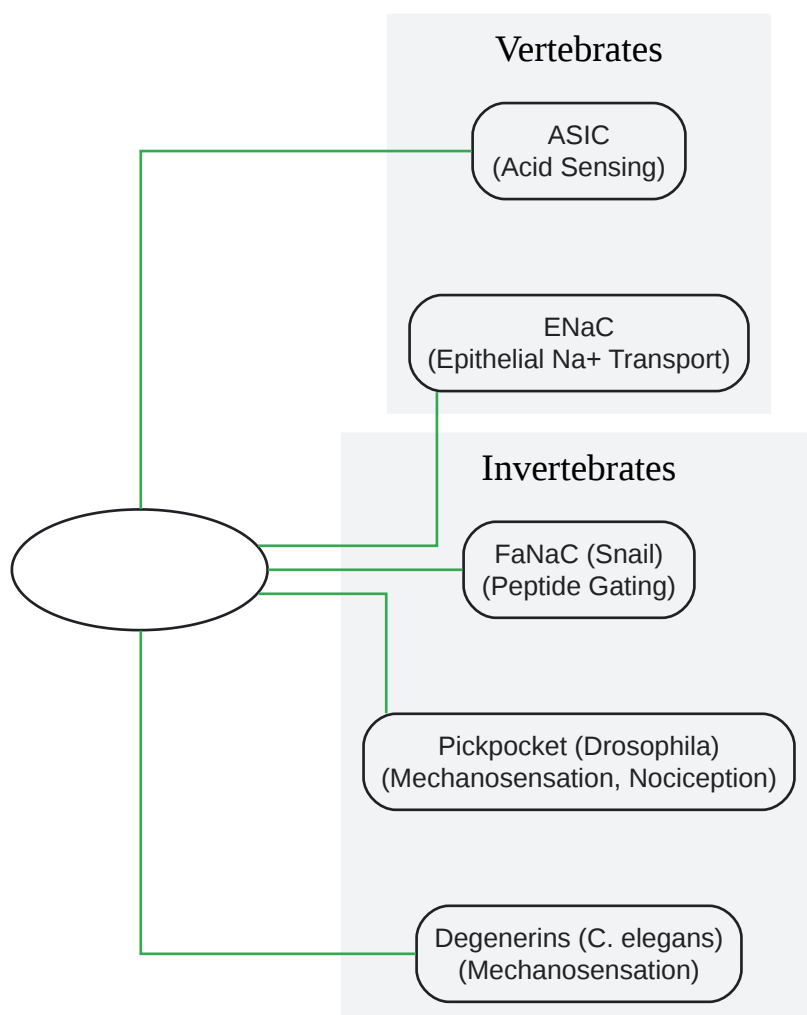 Vertebrates
ASIC
(Acid Sensing)
ENaC
(Epithelial Na+ Transport)
Invertebrates
FaNaC (Snail)
(Peptide Gating)
Pickpocket (Drosophila)
(Mechanosensation, Nociception)
Degenerins (C. elegans)
(Mechanosensation)